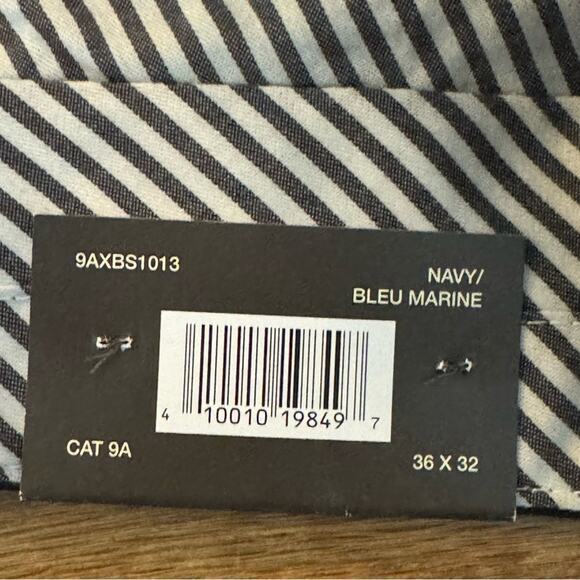 9AXBS1013
NAVY/
BLEU MARINE
4 10010 19849 7
CAT 9A
36 X 32